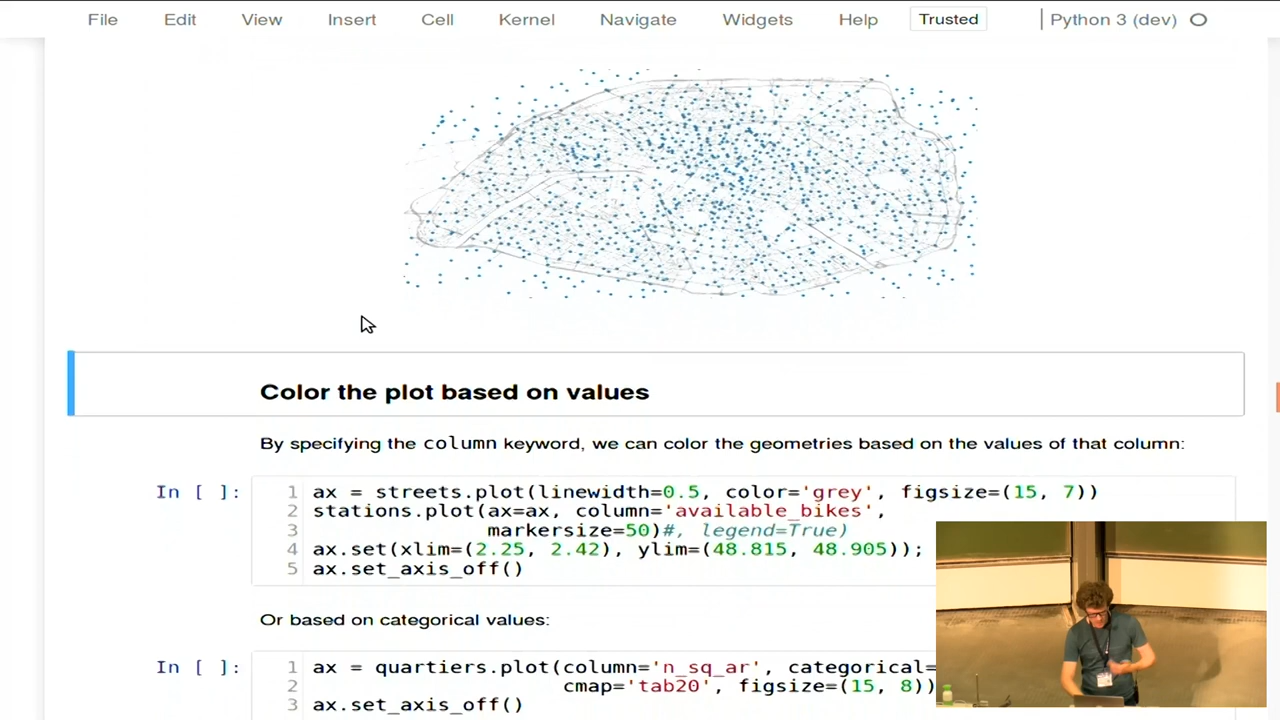 File Edit View Insert Cell Kernel Navigate Widgets Help Trusted Python 3 (dev)
Color the plot based on values
By specifying the column keyword, we can color the geometries based on the values of that column:
In [ ]:
1 ax = streets.plot(linewidth=0.5, color='grey', figsize=(15, 7))
2 stations.plot(ax=ax, column='available_bikes',
3 markersize=50)#, legend=True)
4 ax.set(xlim=(2.25, 2.42), ylim=(48.815, 48.905));
5 ax.set_axis_off()
Or based on categorical values:
In [ ]:
1 ax = quartiers.plot(column='n_sq_ar', categorical=
2 cmap='tab20', figsize=(15, 8))
3 ax.set_axis_off()